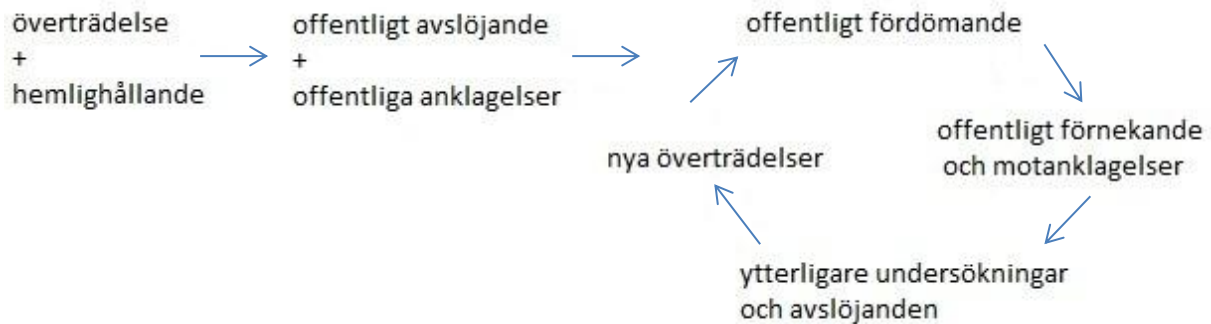 överträdelse
+
hemlighållande
offentligt avslöjande
+
offentliga anklagelser
offentligt fördömande
offentligt förnekande
och motanklagelser
ytterligare undersökningar
och avslöjanden
nya överträdelser